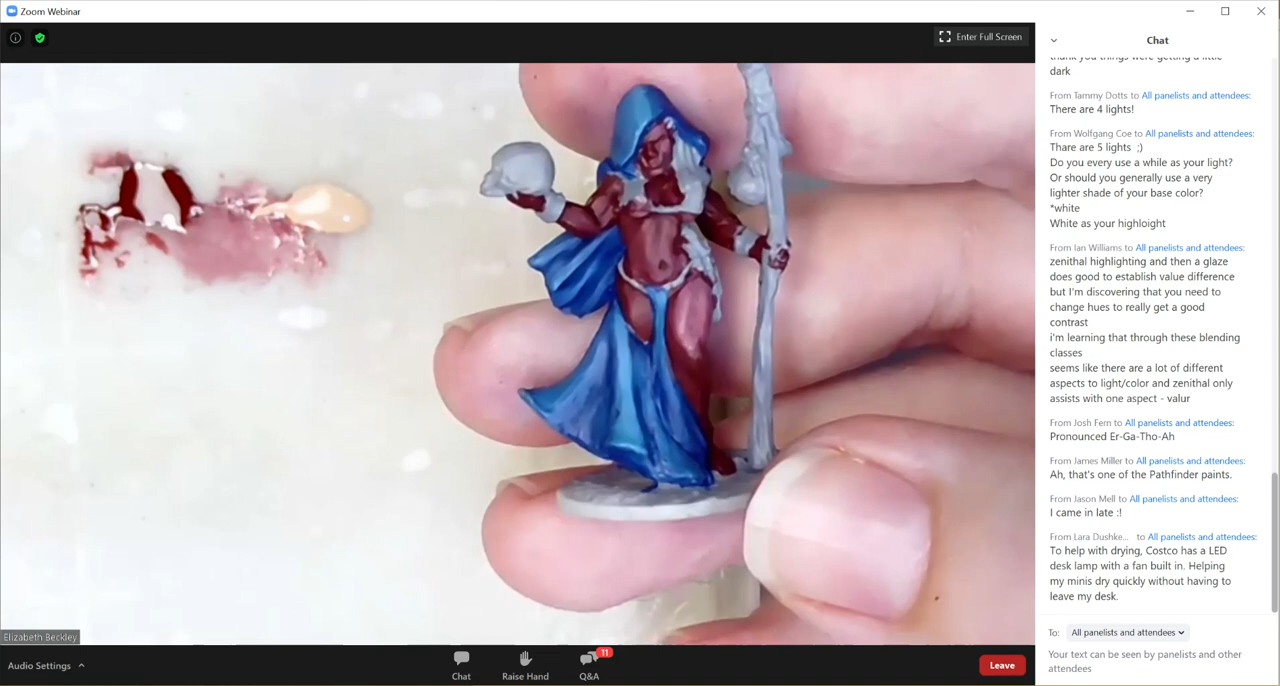 Zoom Webinar
Enter Full Screen
Elizabeth Beckley
Audio Settings
Chat
Raise Hand
11
Q&A
Leave
Chat
thank you things were getting a little
dark
From Tammy Dotts to All panelists and attendees:
There are 4 lights!
From Wolfgang Coe to All panelists and attendees:
Thare are 5 lights ;)
Do you every use a while as your light?
Or should you generally use a very
lighter shade of your base color?
*white
White as your highloight
From Ian Williams to All panelists and attendees:
zenithal highlighting and then a glaze
does good to establish value difference
but I'm discovering that you need to
change hues to really get a good
contrast
i'm learning that through these blending
classes
seems like there are a lot of different
aspects to light/color and zenithal only
assists with one aspect - valur
From Josh Fern to All panelists and attendees:
Pronounced Er-Ga-Tho-Ah
From James Miller to All panelists and attendees:
Ah, that's one of the Pathfinder paints.
From Jason Mell to All panelists and attendees:
I came in late :!
From Lara Dushke... to All panelists and attendees:
To help with drying, Costco has a LED
desk lamp with a fan built in. Helping
my minis dry quickly without having to
leave my desk.
To: All panelists and attendees
Your text can be seen by panelists and other
attendees